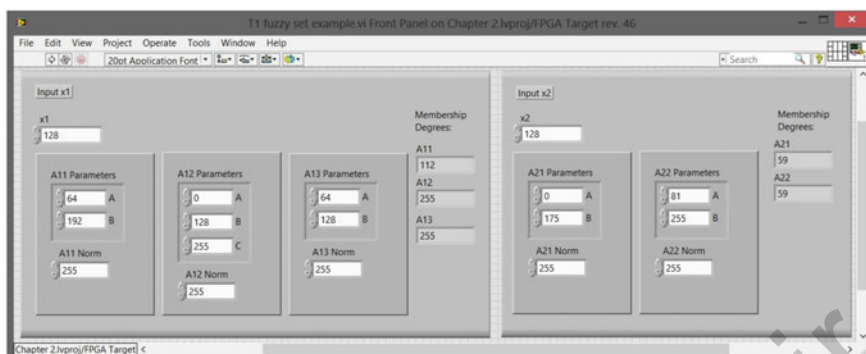 T1 fuzzy set example.vi Front Panel on Chapter 2.lvproj/FPGA Target rev. 46
File Edit View Project Operate Tools Window Help
20pt Application Font
Search
Input x1
x1
128
A11 Parameters
64 A
192 B
A11 Norm
255
A12 Parameters
0 A
128 B
255 C
A12 Norm
255
A13 Parameters
64 A
128 B
A13 Norm
255
Membership
Degrees:
A11
112
A12
255
A13
255
Input x2
x2
128
A21 Parameters
0 A
175 B
A21 Norm
255
A22 Parameters
81 A
255 B
A22 Norm
255
Membership
Degrees:
A21
59
A22
59
Chapter 2.lvproj/FPGA Target